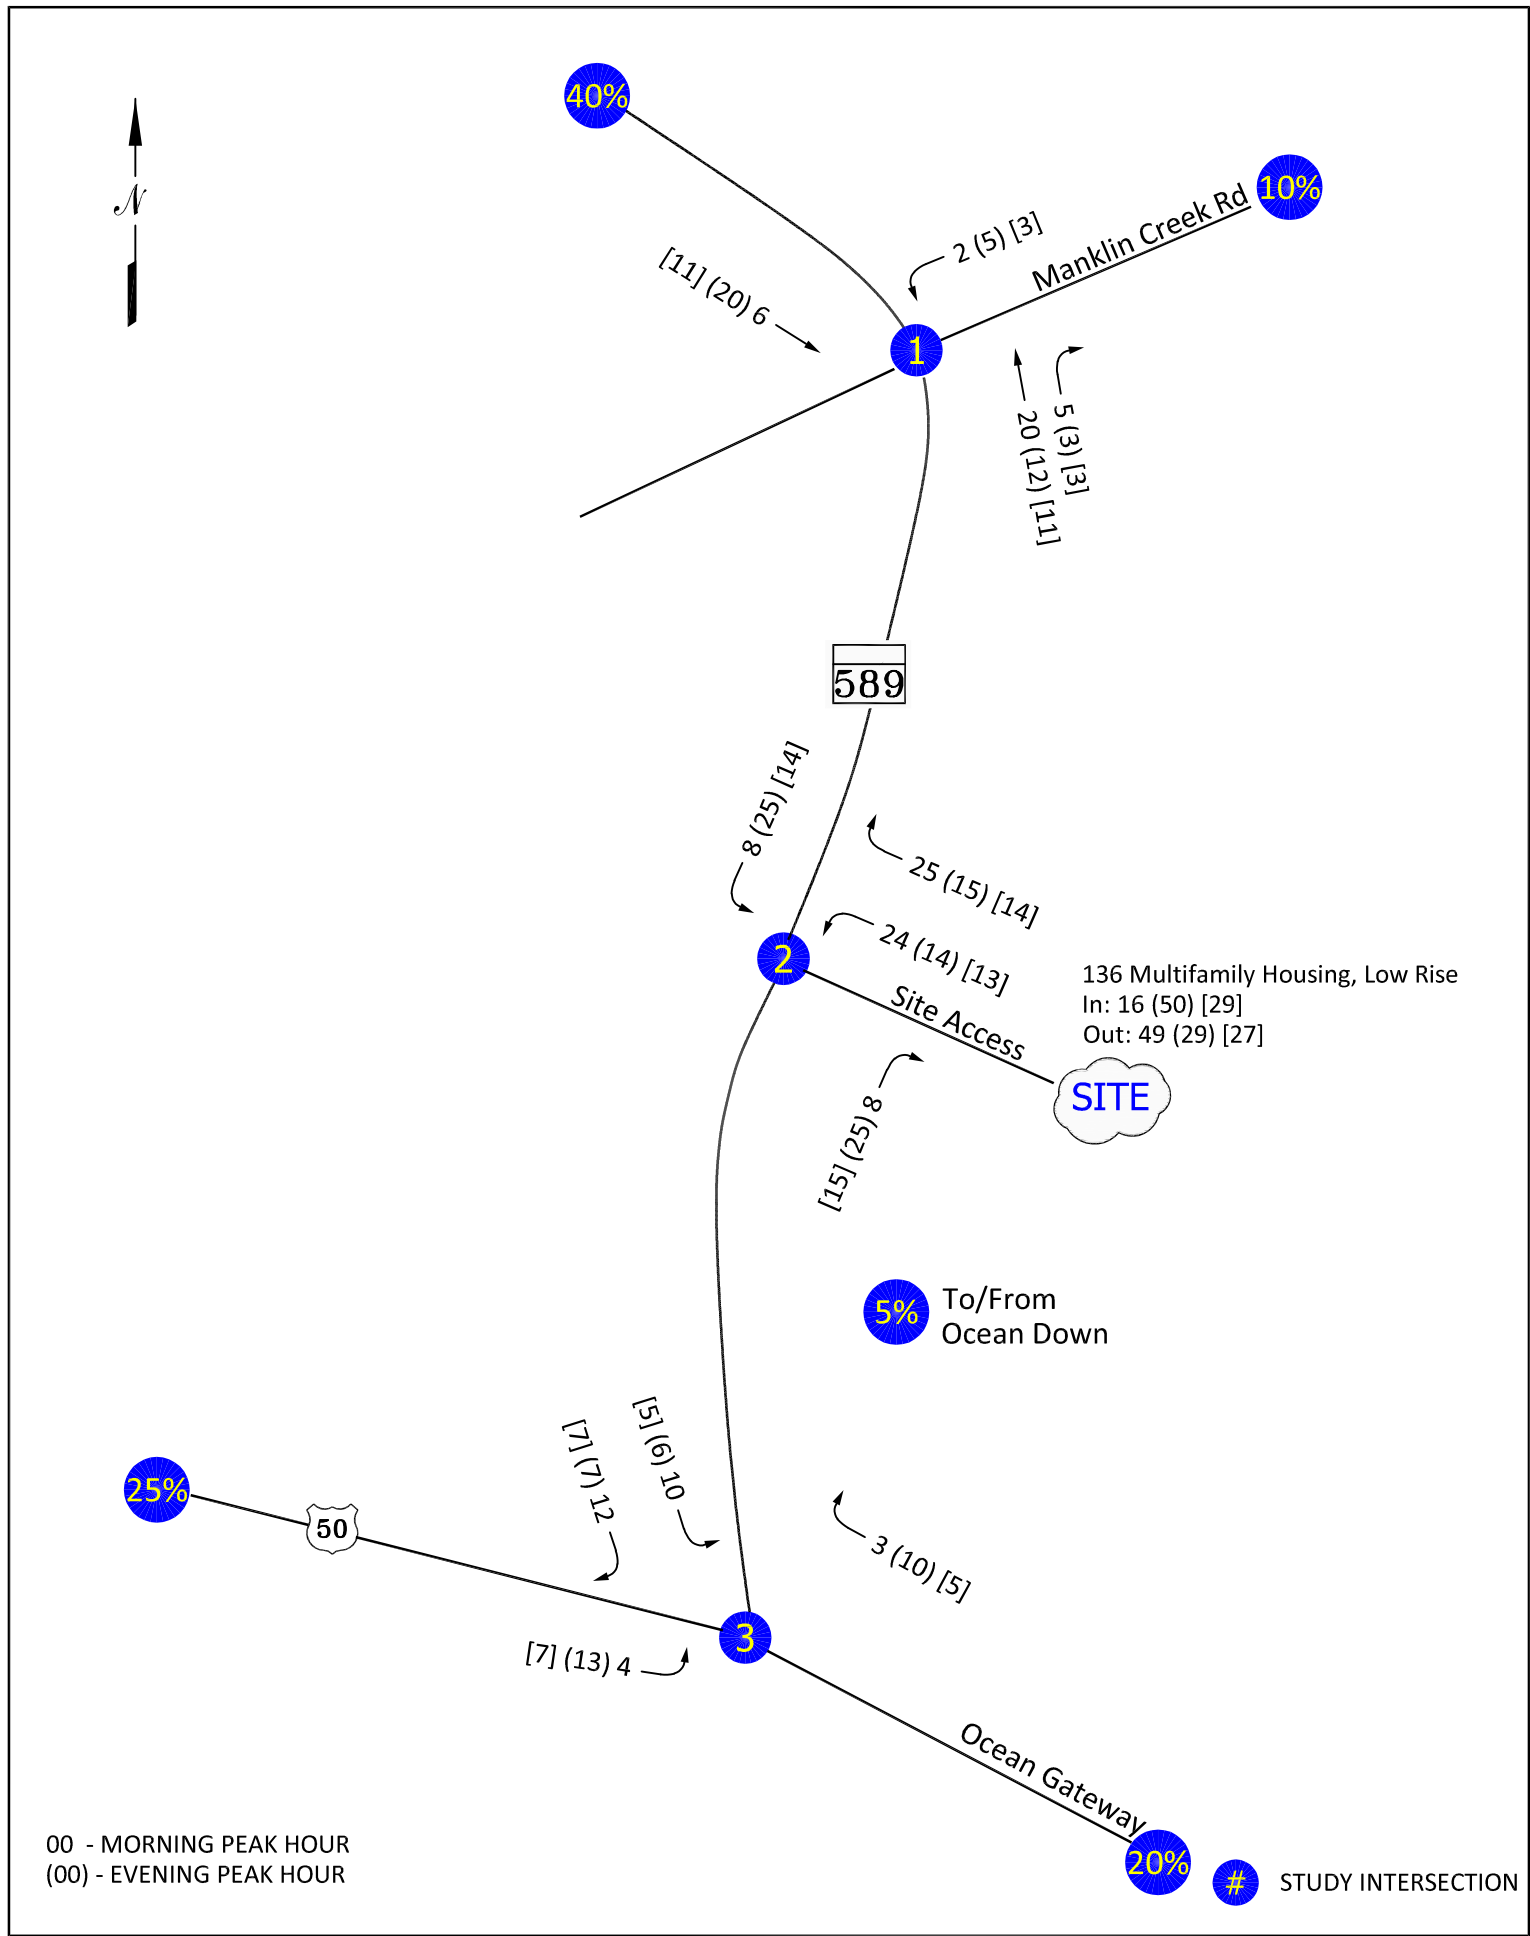 40%
N
10%
Manklin Creek Rd
2 (5) [3]
[11] (20) 6
1
5 (3) [3]
20 (12) [11]
589
8 (25) [14]
25 (15) [14]
24 (14) [13]
2
Site Access
136 Multifamily Housing, Low Rise
In: 16 (50) [29]
Out: 49 (29) [27]
SITE
[15] (25) 8
5%
To/From
Ocean Down
[5] (6) 10
[7] (7) 12
25%
50
3 (10) [5]
3
[7] (13) 4
Ocean Gateway
20%
00 - MORNING PEAK HOUR
(00) - EVENING PEAK HOUR
# STUDY INTERSECTION